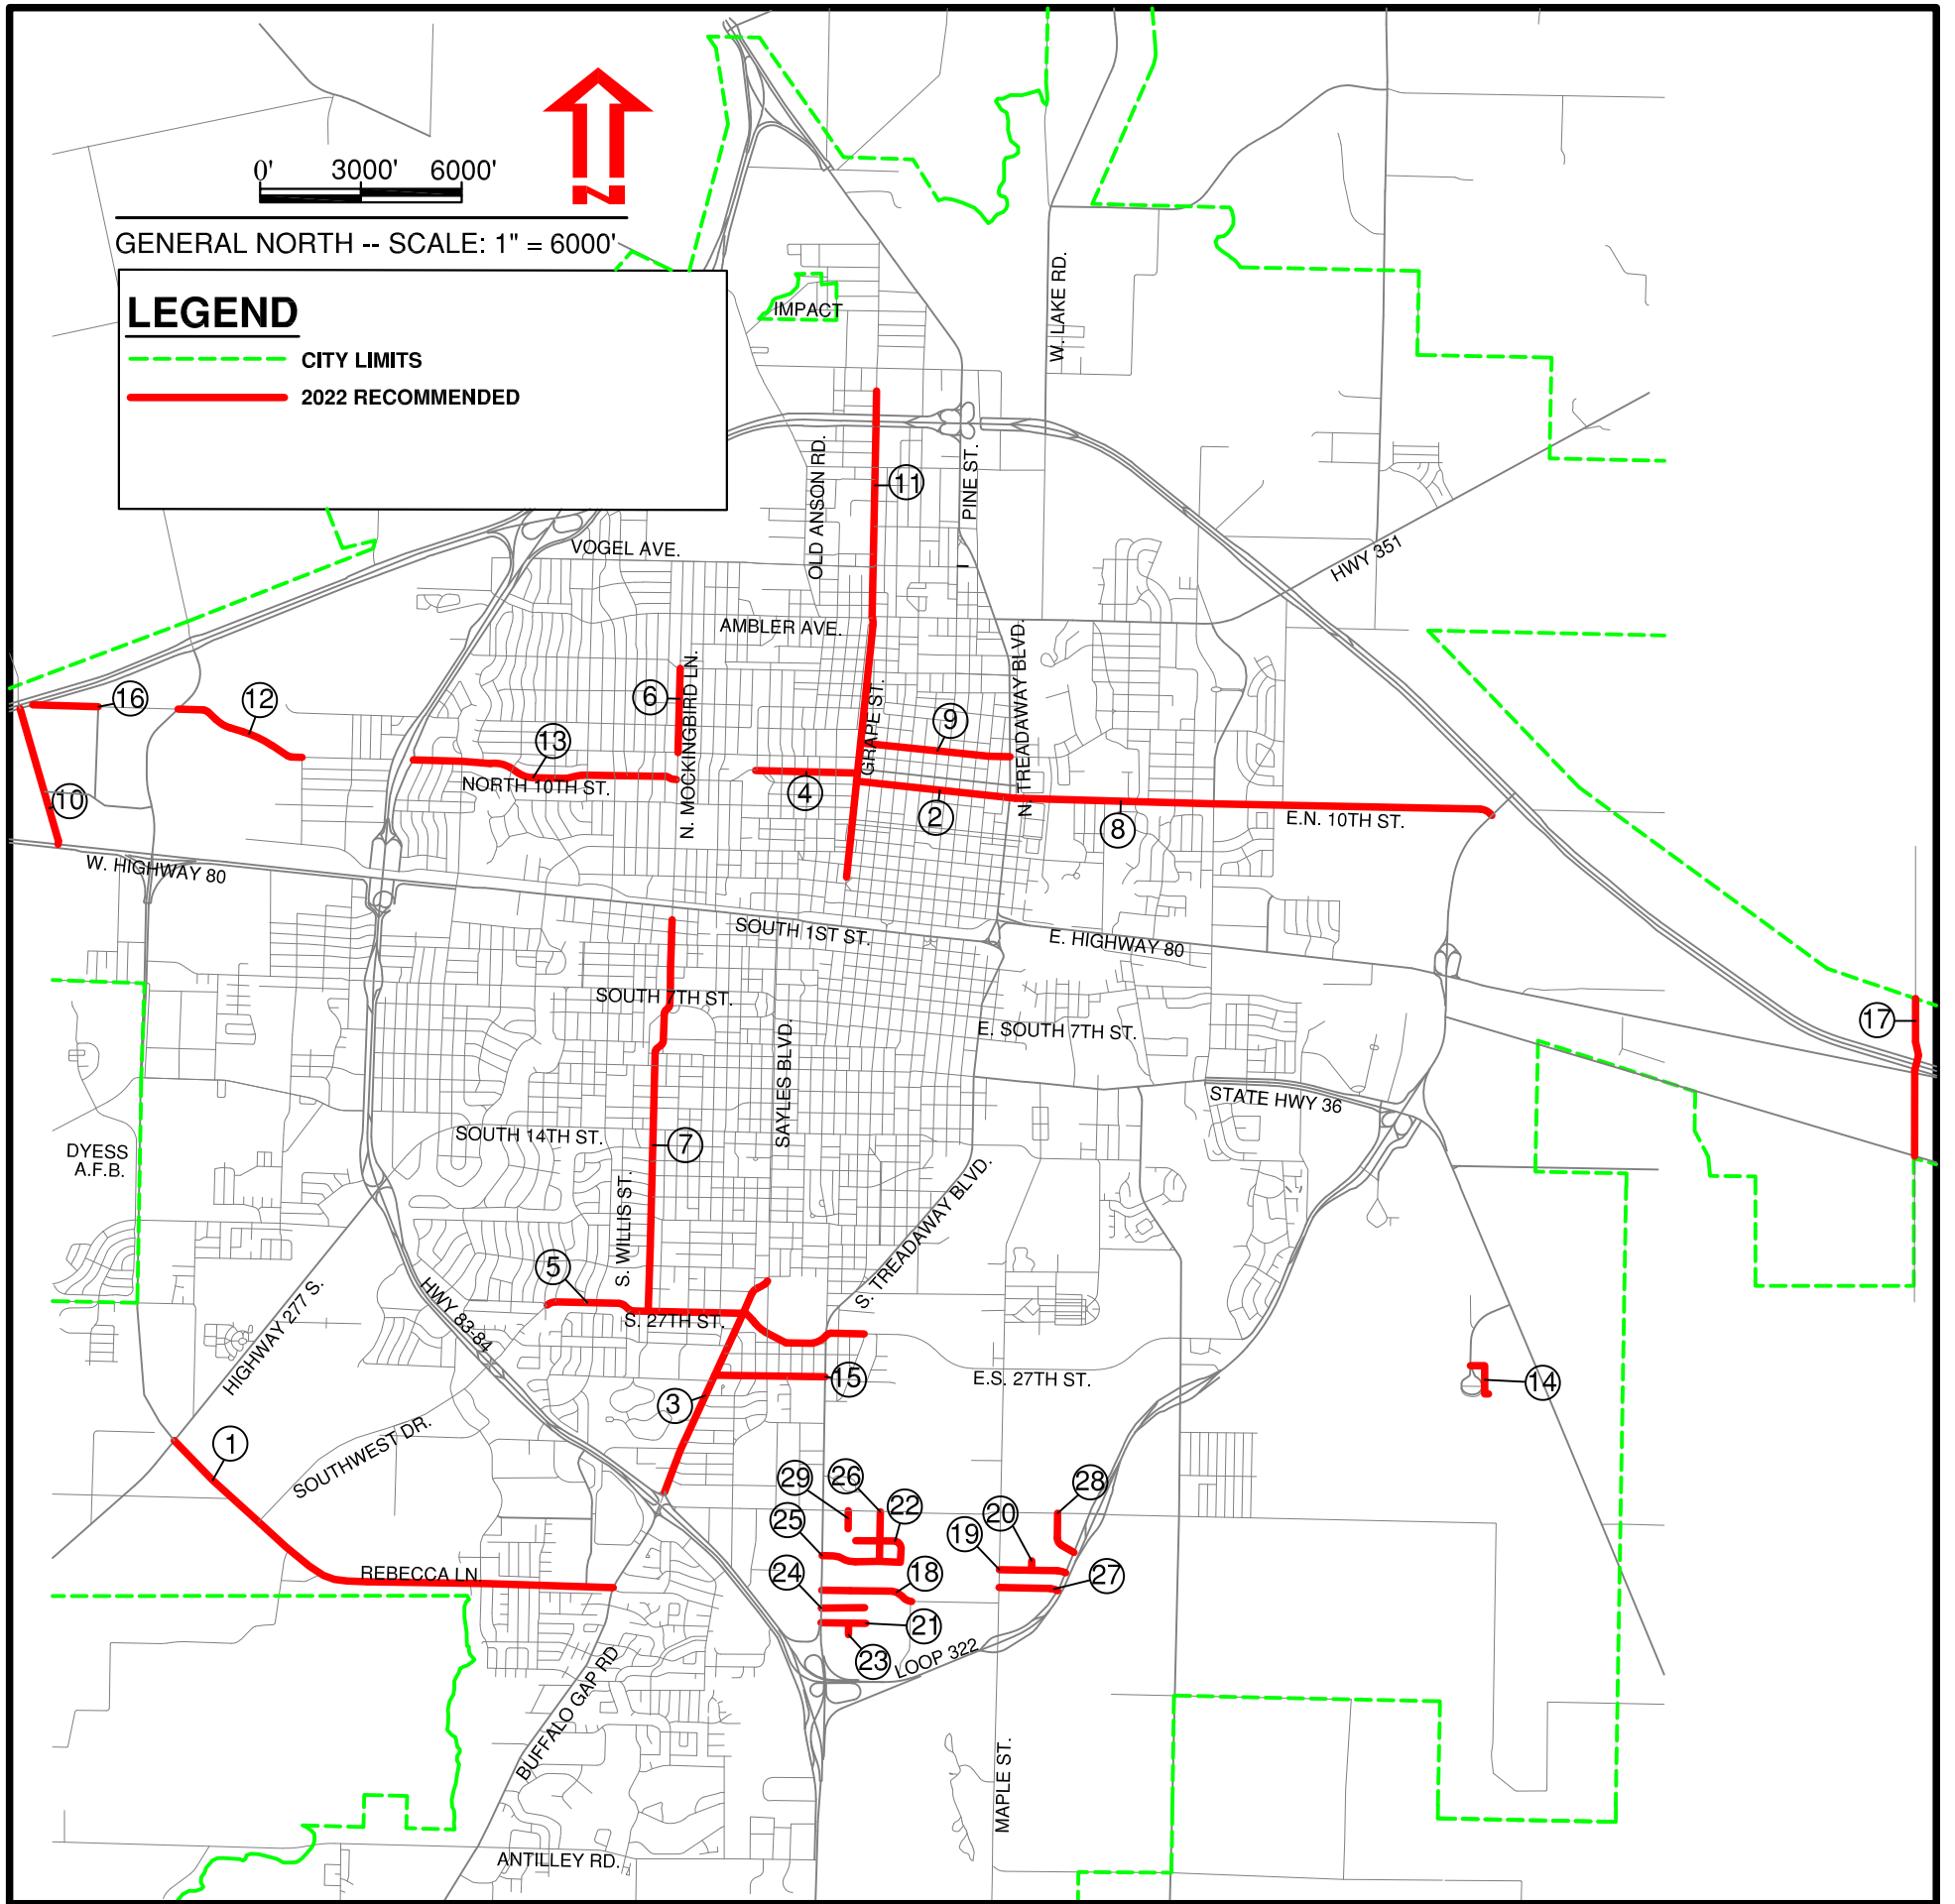 0'
3000'
6000'
N
GENERAL NORTH -- SCALE: 1" = 6000'
LEGEND
CITY LIMITS
2022 RECOMMENDED
IMPACT
W. LAKE RD.
OLD ANSON RD.
PINE ST.
11
VOGEL AVE.
HWY 351
AMBLER AVE.
N. MOCKINGBIRD LN.
GRAPE ST.
N. TREADAWAY BLVD.
16
12
6
13
9
10
NORTH 10TH ST.
4
2
8
E.N. 10TH ST.
W. HIGHWAY 80
SOUTH 1ST ST.
E. HIGHWAY 80
SOUTH 7TH ST.
E. SOUTH 7TH ST.
17
SAYLES BLVD.
STATE HWY 36
SOUTH 14TH ST.
7
DYESS
A.F.B.
S. WILLIS ST.
S. TREADAWAY BLVD.
5
S. 27TH ST.
HWY 83-84
HIGHWAY 277 S.
15
E.S. 27TH ST.
14
3
1
SOUTHWEST DR.
29
26
22
28
25
20
19
REBECCA LN.
24
18
27
21
23
LOOP 322
BUFFALO GAP RD
MAPLE ST.
ANTILLEY RD.